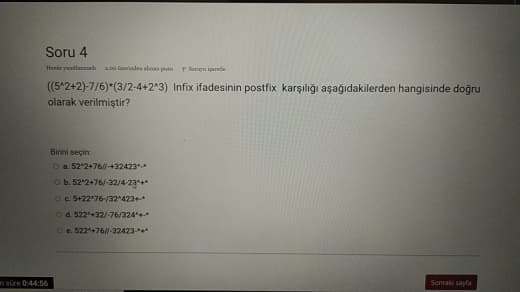 Soru 4
Henüz yanıtlanmadı 2,00 üzerinden alınan puan Soruyu işaretle
((5^2+2)-7/6)*(3/2-4+2^3) Infix ifadesinin postfix karşılığı aşağıdakilerden hangisinde doğru
olarak verilmiştir?
Birini seçin:
a. 52^2+76//-+32423^-*
b. 52^2+76/-32/4-23^+*
c. 5+22^76-/32^423+-*
d. 522^+32/-76/324^+-*
e. 522^+76//-32423-^+*
süre 0:44:56
Sonraki sayfa